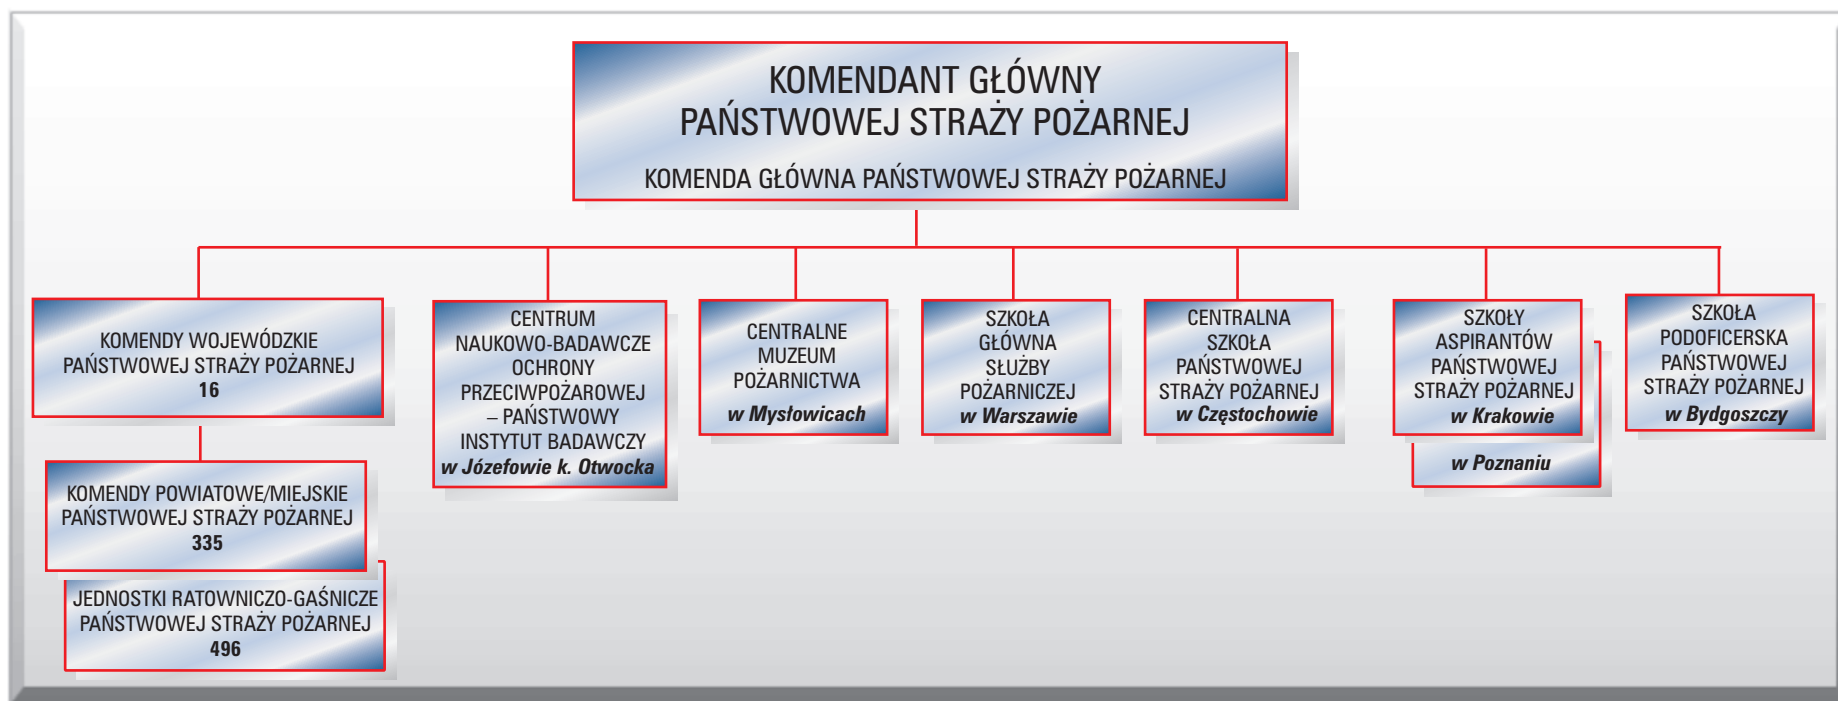 KOMENDANT GŁÓWNY
PAŃSTWOWEJ STRAŻY POŻARNEJ
KOMENDA GŁÓWNA PAŃSTWOWEJ STRAŻY POŻARNEJ
KOMENDY WOJEWÓDZKIE
PAŃSTWOWEJ STRAŻY POŻARNEJ
16
KOMENDY POWIATOWE/MIEJSKIE
PAŃSTWOWEJ STRAŻY POŻARNEJ
335
JEDNOSTKI RATOWNICZO-GAŚNICZE
PAŃSTWOWEJ STRAŻY POŻARNEJ
496
CENTRUM
NAUKOWO-BADAWCZE
OCHRONY
PRZECIWPOŻAROWEJ
– PAŃSTWOWY
INSTYTUT BADAWCZY
w Józefowie k. Otwocka
CENTRALNE
MUZEUM
POŻARNICTWA
w Mysłowicach
SZKOŁA
GŁÓWNA
SŁUŻBY
POŻARNICZEJ
w Warszawie
CENTRALNA
SZKOŁA
PAŃSTWOWEJ
STRAŻY POŻARNEJ
w Częstochowie
SZKOŁY
ASPIRANTÓW
PAŃSTWOWEJ
STRAŻY POŻARNEJ
w Krakowie
w Poznaniu
SZKOŁA
PODOFICERSKA
PAŃSTWOWEJ
STRAŻY POŻARNEJ
w Bydgoszczy